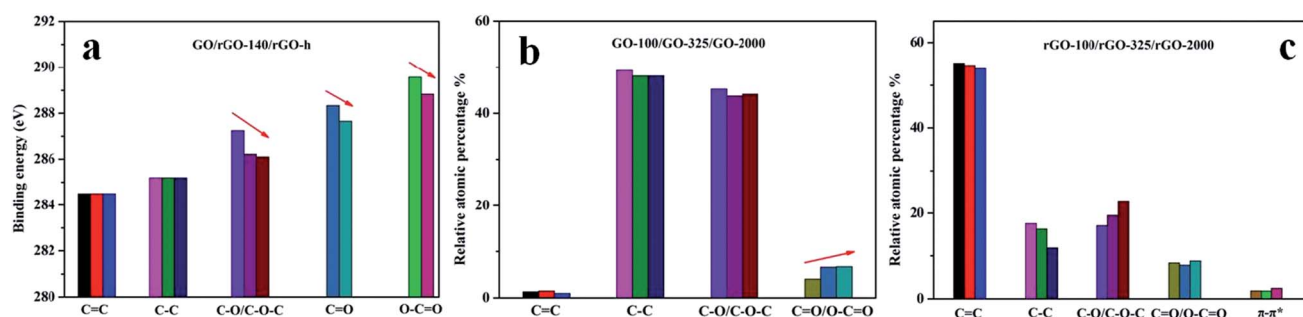 a
GO/rGO-140/rGO-h
Binding energy (eV)
292
290
288
286
284
282
280
C=C
C-C
C-O/C-O-C
C=O
O-C=O
b
GO-100/GO-325/GO-2000
Relative atomic percentage %
60
40
20
0
C=C
C-C
C-O/C-O-C
C=O/O-C=O
c
rGO-100/rGO-325/rGO-2000
Relative atomic percentage %
60
40
20
0
C=C
C-C
C-O/C-O-C
C=O/O-C=O
π-π*